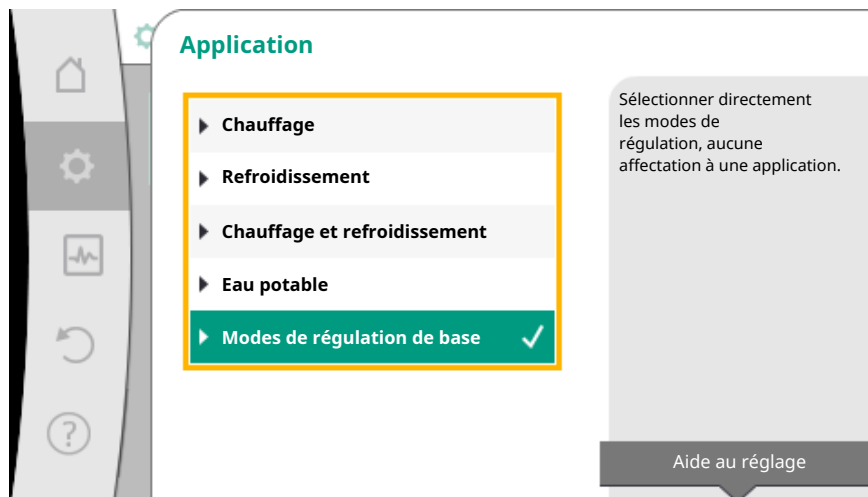 Application
Chauffage
Refroidissement
Chauffage et refroidissement
Eau potable
Modes de régulation de base
Sélectionner directement
les modes de
régulation, aucune
affectation à une application.
Aide au réglage
?